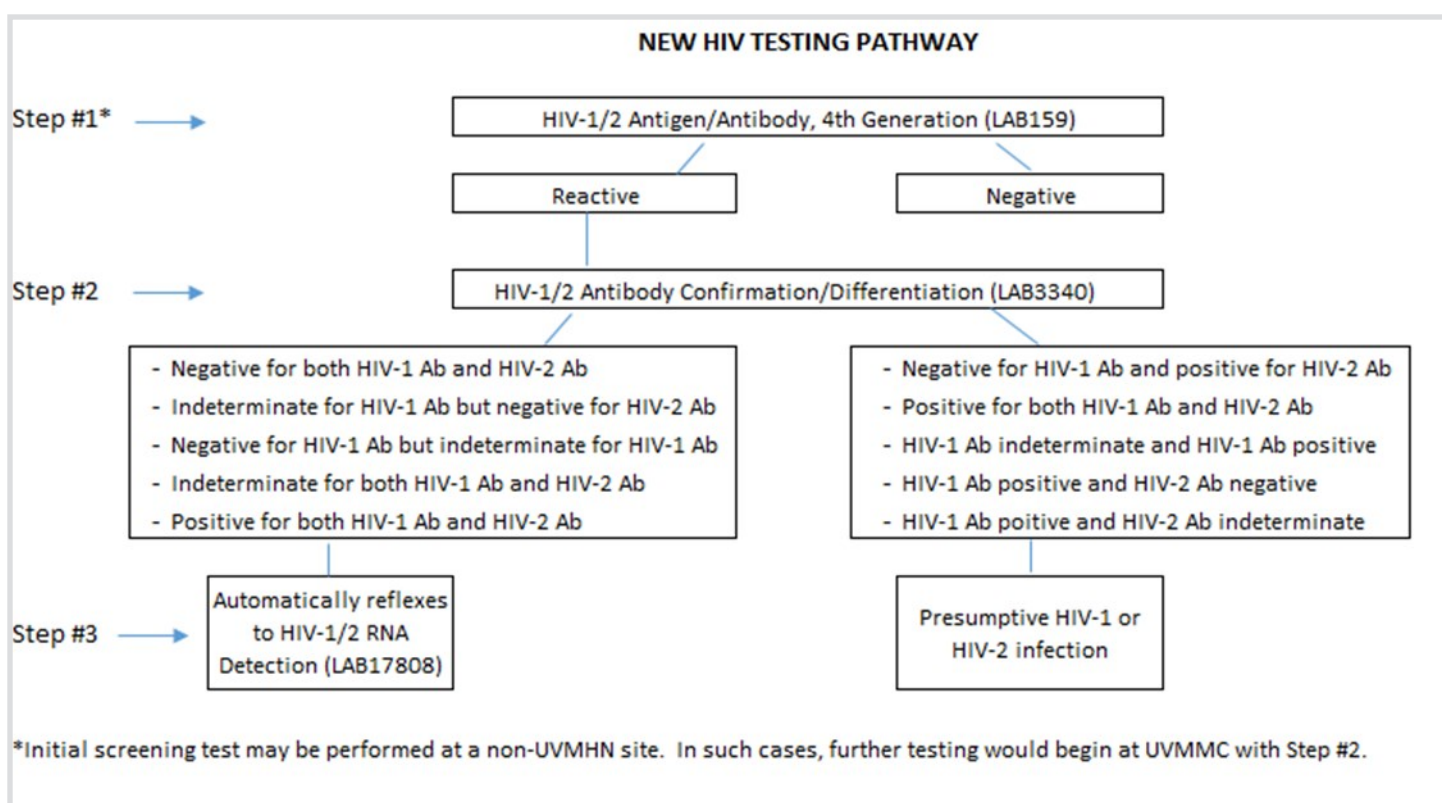 NEW HIV TESTING PATHWAY
Step #1*
HIV-1/2 Antigen/Antibody, 4th Generation (LAB159)
Reactive
Negative
Step #2
HIV-1/2 Antibody Confirmation/Differentiation (LAB3340)
- Negative for both HIV-1 Ab and HIV-2 Ab
- Indeterminate for HIV-1 Ab but negative for HIV-2 Ab
- Negative for HIV-1 Ab but indeterminate for HIV-1 Ab
- Indeterminate for both HIV-1 Ab and HIV-2 Ab
- Positive for both HIV-1 Ab and HIV-2 Ab
- Negative for HIV-1 Ab and positive for HIV-2 Ab
- Positive for both HIV-1 Ab and HIV-2 Ab
- HIV-1 Ab indeterminate and HIV-1 Ab positive
- HIV-1 Ab positive and HIV-2 Ab negative
- HIV-1 Ab poitive and HIV-2 Ab indeterminate
Step #3
Automatically reflexes
to HIV-1/2 RNA
Detection (LAB17808)
Presumptive HIV-1 or
HIV-2 infection
*Initial screening test may be performed at a non-UVMHN site.  In such cases, further testing would begin at UVMMC with Step #2.